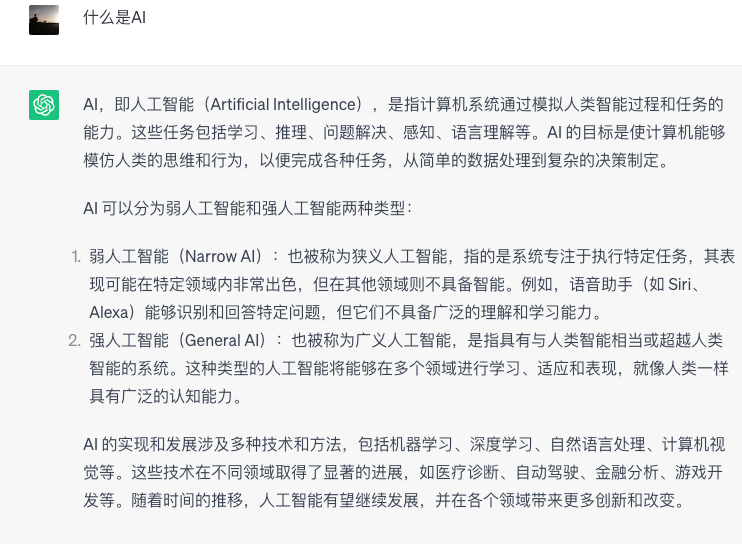 什么是AI
AI，即人工智能（Artificial Intelligence），是指计算机系统通过模拟人类智能过程和任务的
能力。这些任务包括学习、推理、问题解决、感知、语言理解等。AI 的目标是使计算机能够
模仿人类的思维和行为，以便完成各种任务，从简单的数据处理到复杂的决策制定。
AI 可以分为弱人工智能和强人工智能两种类型：
1. 弱人工智能（Narrow AI）：也被称为狭义人工智能，指的是系统专注于执行特定任务，其表
现可能在特定领域内非常出色，但在其他领域则不具备智能。例如，语音助手（如 Siri、
Alexa）能够识别和回答特定问题，但它们不具备广泛的理解和学习能力。
2. 强人工智能（General AI）：也被称为广义人工智能，是指具有与人类智能相当或超越人类
智能的系统。这种类型的人工智能将能够在多个领域进行学习、适应和表现，就像人类一样
具有广泛的认知能力。
AI 的实现和发展涉及多种技术和方法，包括机器学习、深度学习、自然语言处理、计算机视
觉等。这些技术在不同领域取得了显著的进展，如医疗诊断、自动驾驶、金融分析、游戏开
发等。随着时间的推移，人工智能有望继续发展，并在各个领域带来更多创新和改变。